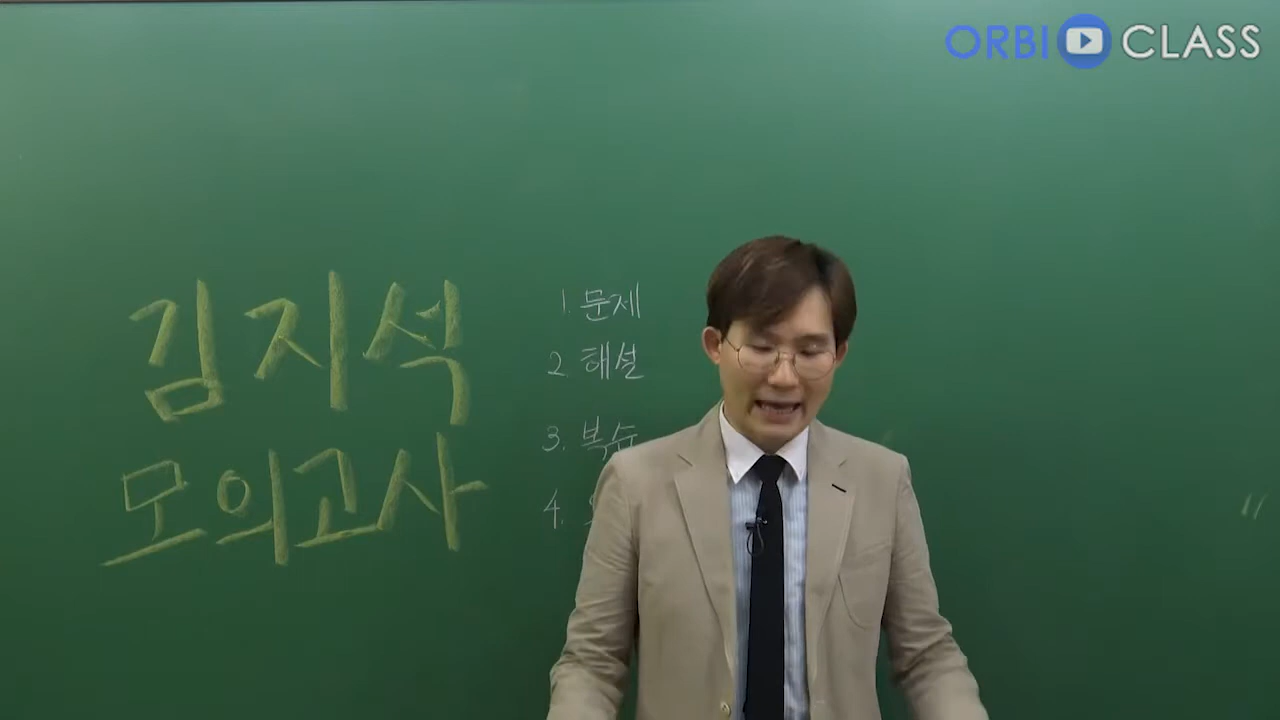 ORBI CLASS
김지석
모의고사
1. 문제
2. 해설
3. 복습
4.